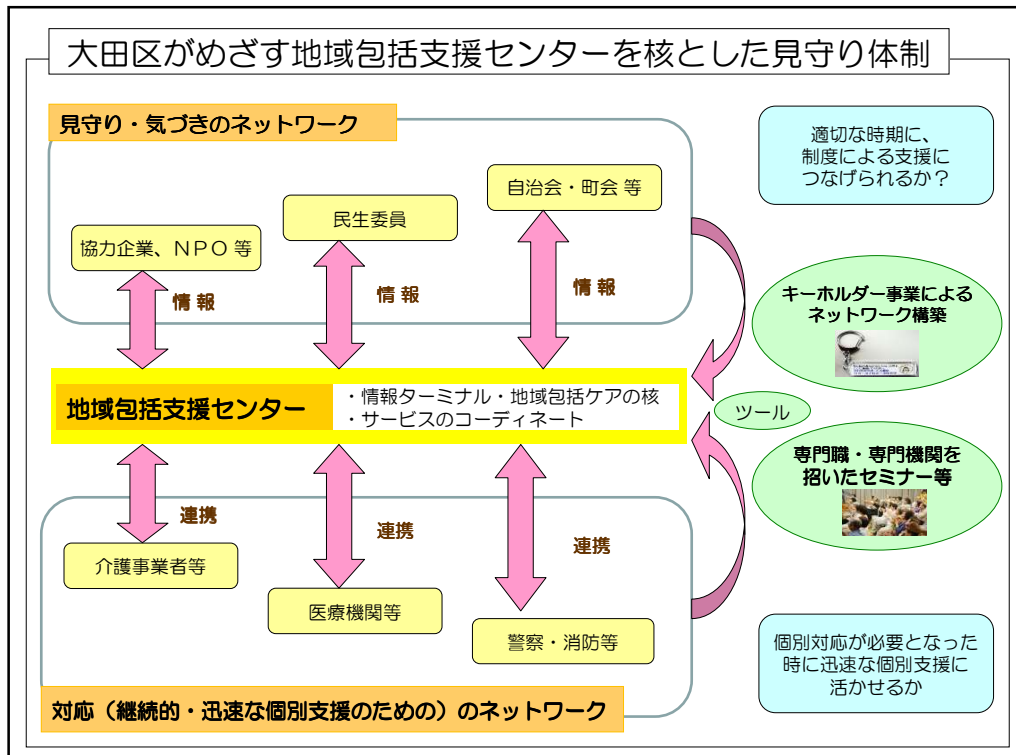 大田区がめざす地域包括支援センターを核とした見守り体制
見守り・気づきのネットワーク
適切な時期に、
制度による支援に
つなげられるか？
自治会・町会 等
民生委員
協力企業、ＮＰＯ 等
情 報
情 報
情 報
キーホルダー事業による
ネットワーク構築
地域包括支援センター
・情報ターミナル・地域包括ケアの核
・サービスのコーディネート
ツール
専門職・専門機関を
招いたセミナー等
連携
連携
連携
介護事業者等
医療機関等
警察・消防等
個別対応が必要となった
時に迅速な個別支援に
活かせるか
対応（継続的・迅速な個別支援のための）のネットワーク